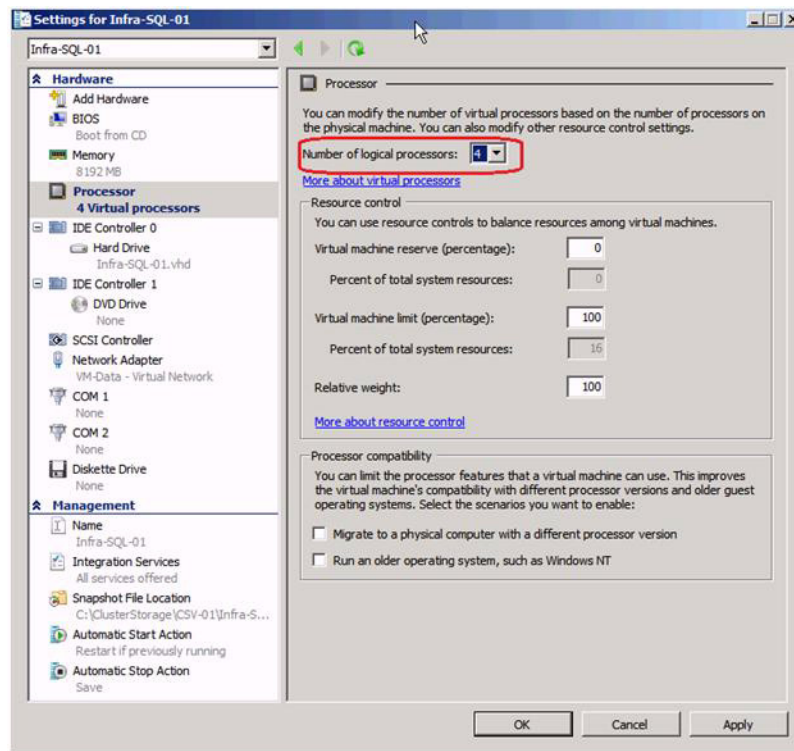 Settings for Infra-SQL-01
Infra-SQL-01
Hardware
Add Hardware
BIOS
Boot from CD
Memory
8192 MB
Processor
4 Virtual processors
IDE Controller 0
Hard Drive
Infra-SQL-01.vhd
IDE Controller 1
DVD Drive
None
SCSI Controller
Network Adapter
VM-Data - Virtual Network
COM 1
None
COM 2
None
Diskette Drive
None
Management
Name
Infra-SQL-01
Integration Services
All services offered
Snapshot File Location
C:\ClusterStorage\CSV-01\Infra-S...
Automatic Start Action
Restart if previously running
Automatic Stop Action
Save
Processor
You can modify the number of virtual processors based on the number of processors on
the physical machine. You can also modify other resource control settings.
Number of logical processors: 4
More about virtual processors
Resource control
You can use resource controls to balance resources among virtual machines.
Virtual machine reserve (percentage): 0
Percent of total system resources: 0
Virtual machine limit (percentage): 100
Percent of total system resources: 16
Relative weight: 100
More about resource control
Processor compatibility
You can limit the processor features that a virtual machine can use. This improves
the virtual machine's compatibility with different processor versions and older guest
operating systems. Select the scenarios you want to enable:
Migrate to a physical computer with a different processor version
Run an older operating system, such as Windows NT
OK Cancel Apply